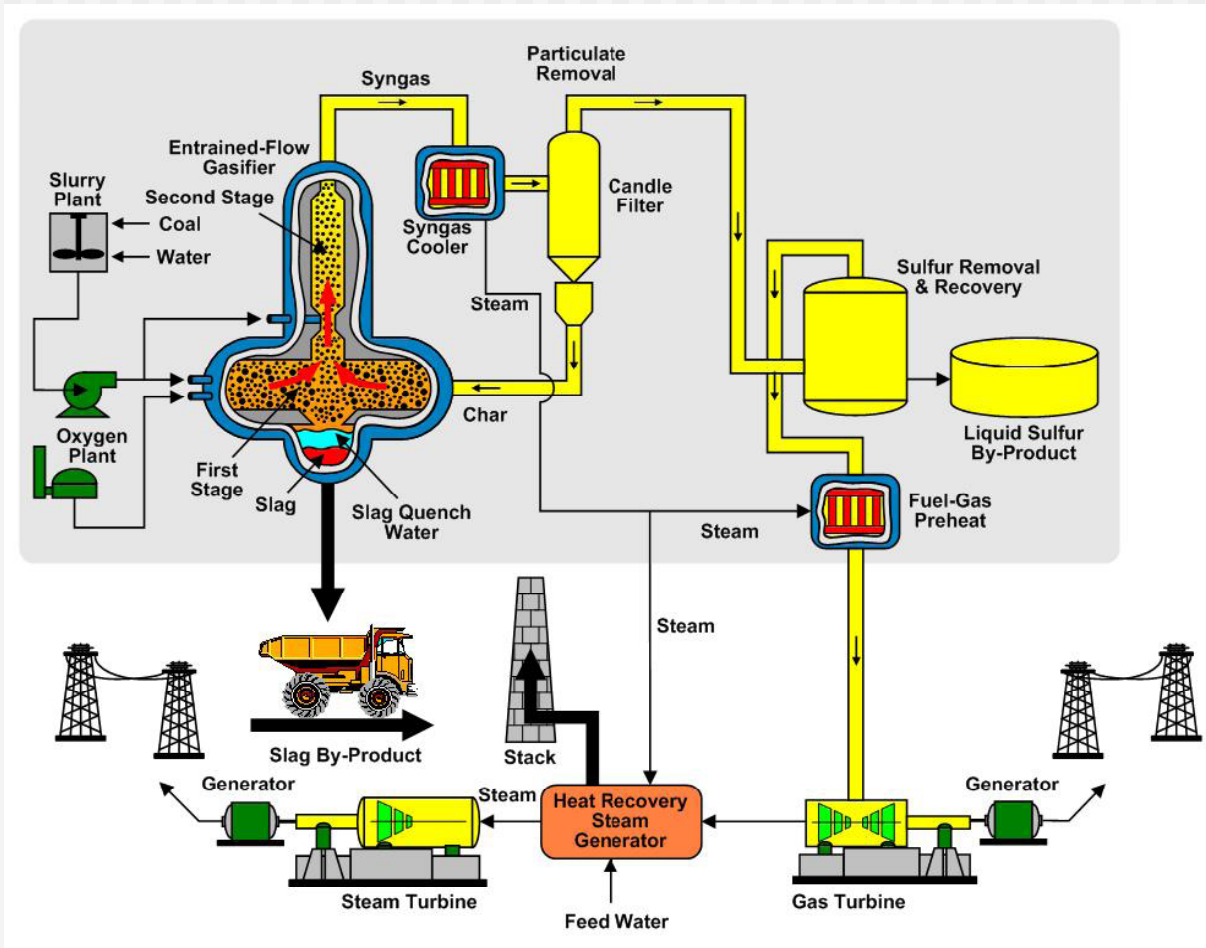 Particulate
Removal
Syngas
Entrained-Flow
Gasifier
Slurry
Plant
Second Stage
Coal
Water
Candle
Filter
Syngas
Cooler
Sulfur Removal
& Recovery
Steam
Char
Oxygen
Plant
Liquid Sulfur
By-Product
First
Stage
Slag
Slag Quench
Water
Fuel-Gas
Preheat
Steam
Steam
Slag By-Product
Stack
Generator
Steam
Heat Recovery
Steam
Generator
Generator
Steam Turbine
Gas Turbine
Feed Water